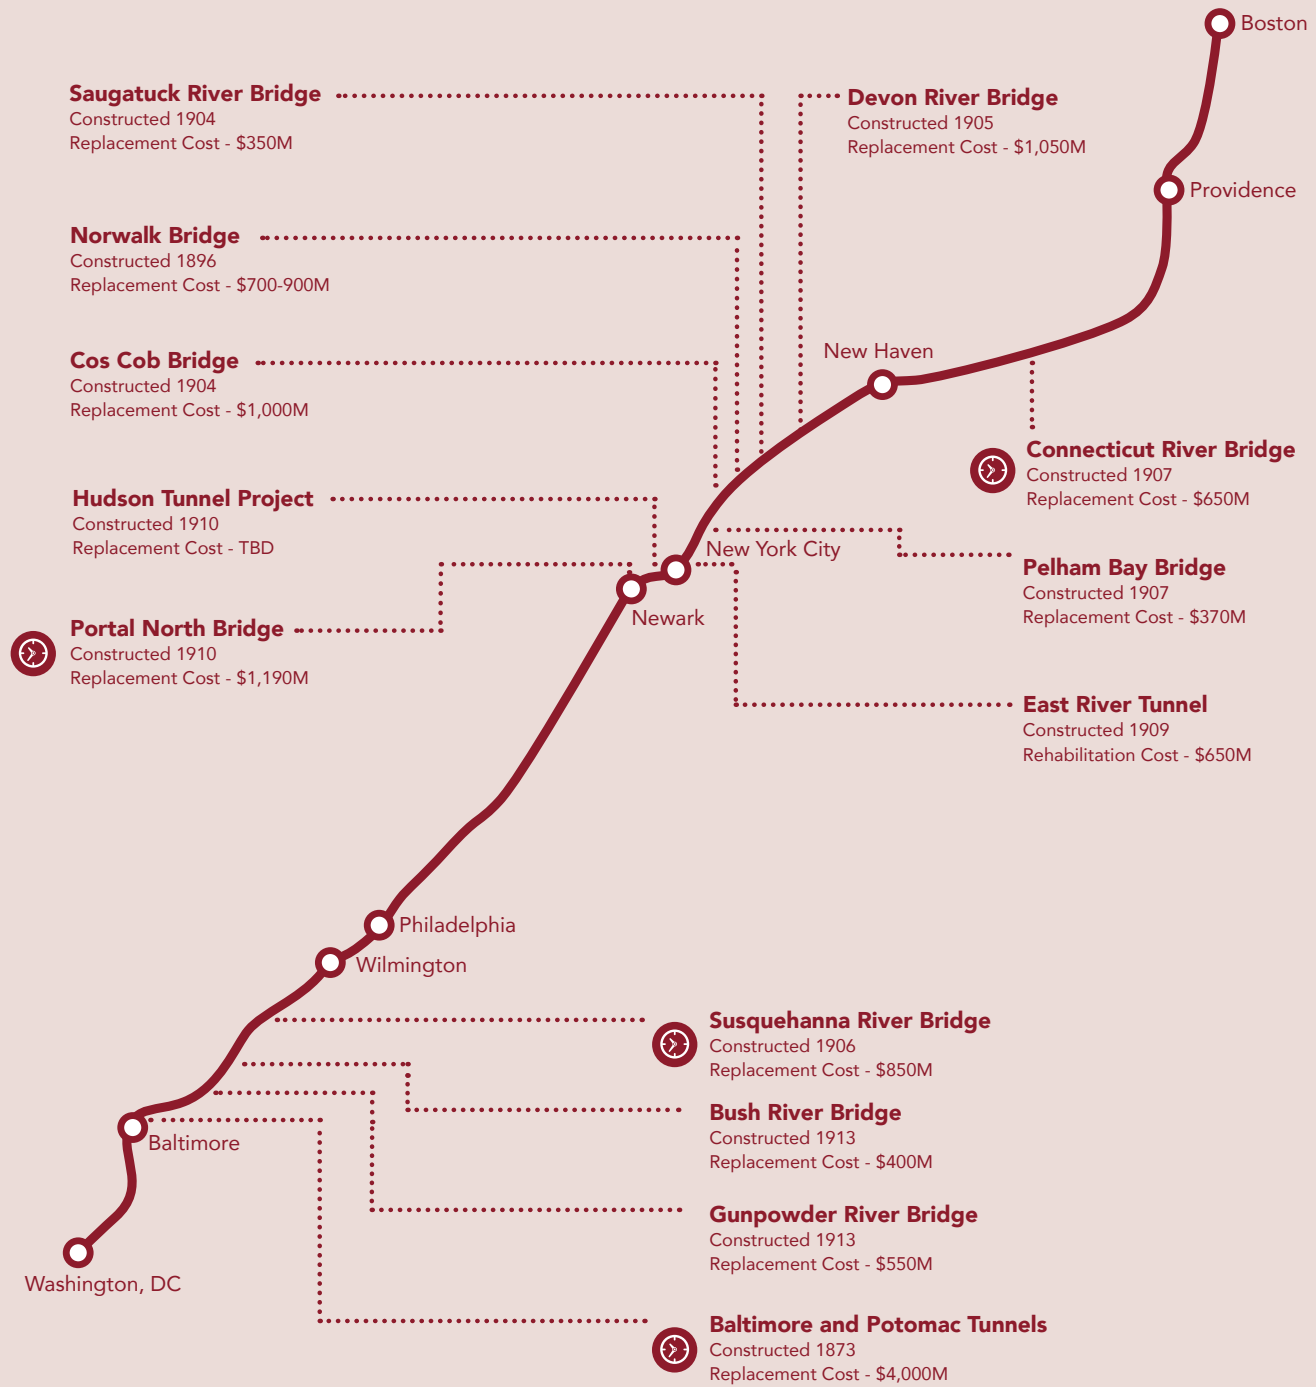 Boston
Saugatuck River Bridge
Constructed 1904
Replacement Cost - $350M
Devon River Bridge
Constructed 1905
Replacement Cost - $1,050M
Providence
Norwalk Bridge
Constructed 1896
Replacement Cost - $700-900M
Cos Cob Bridge
Constructed 1904
Replacement Cost - $1,000M
New Haven
Connecticut River Bridge
Constructed 1907
Replacement Cost - $650M
Hudson Tunnel Project
Constructed 1910
Replacement Cost - TBD
New York City
Pelham Bay Bridge
Constructed 1907
Replacement Cost - $370M
Newark
Portal North Bridge
Constructed 1910
Replacement Cost - $1,190M
East River Tunnel
Constructed 1909
Rehabilitation Cost - $650M
Philadelphia
Wilmington
Susquehanna River Bridge
Constructed 1906
Replacement Cost - $850M
Bush River Bridge
Constructed 1913
Replacement Cost - $400M
Baltimore
Gunpowder River Bridge
Constructed 1913
Replacement Cost - $550M
Washington, DC
Baltimore and Potomac Tunnels
Constructed 1873
Replacement Cost - $4,000M